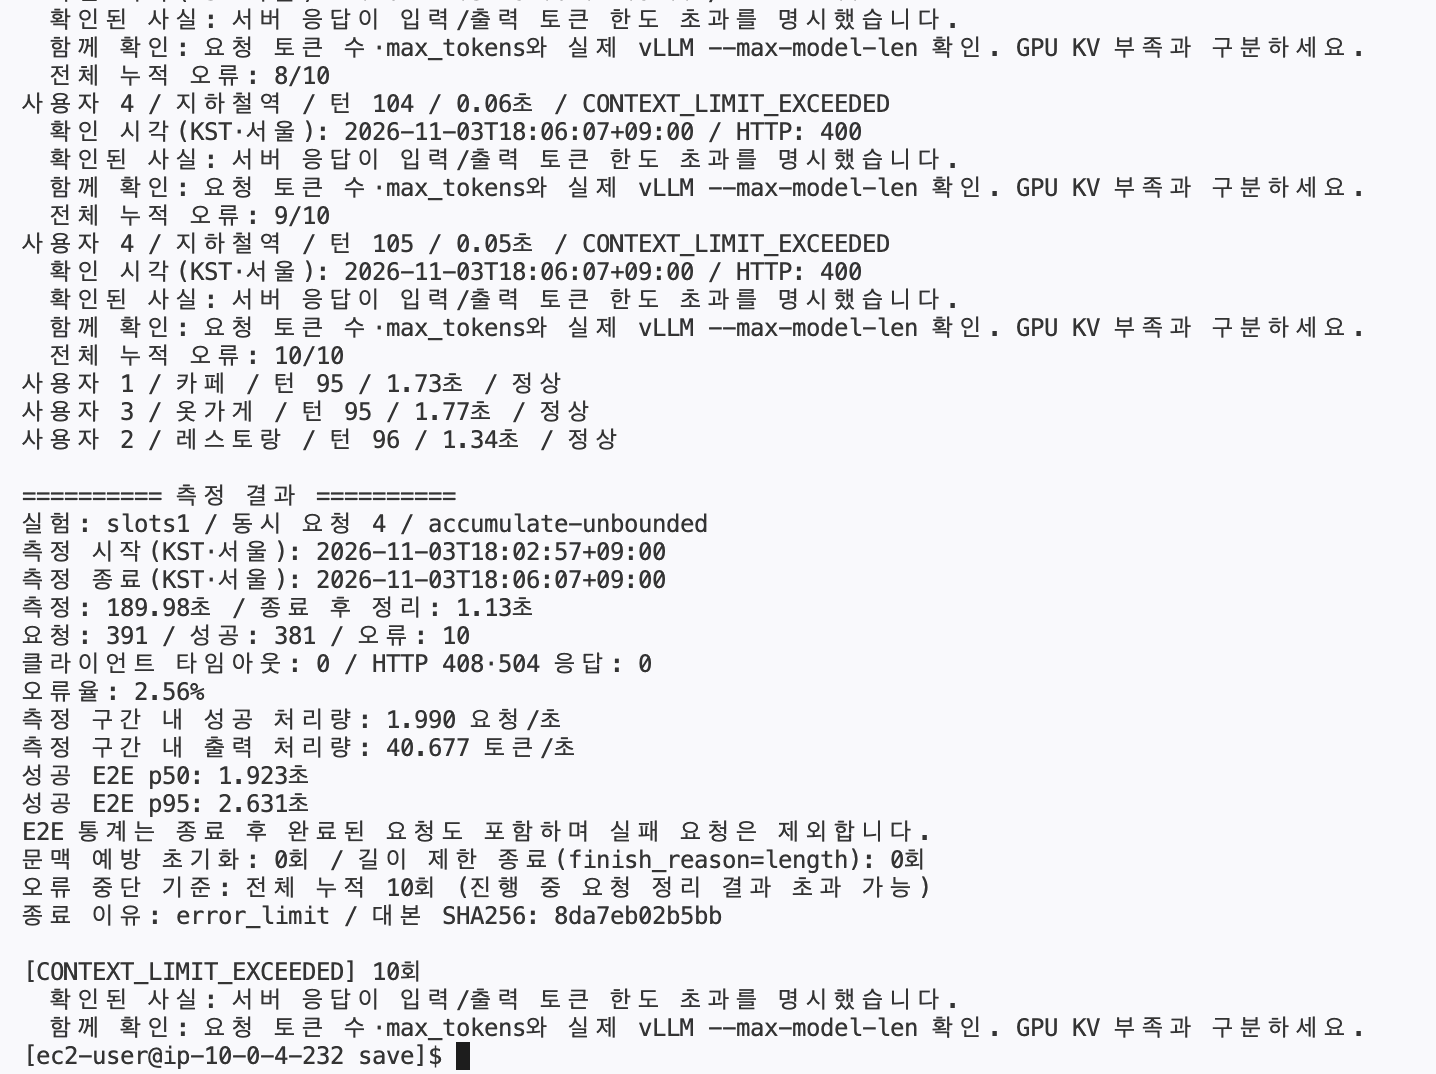 확인된 사실: 서버 응답이 입력/출력 토큰 한도 초과를 명시했습니다.
함께 확인: 요청 토큰 수·max_tokens와 실제 vLLM --max-model-len 확인. GPU KV 부족과 구분하세요.
전체 누적 오류: 8/10
사용자 4 / 지하철역 / 턴 104 / 0.06초 / CONTEXT_LIMIT_EXCEEDED
확인 시각(KST·서울): 2026-11-03T18:06:07+09:00 / HTTP: 400
확인된 사실: 서버 응답이 입력/출력 토큰 한도 초과를 명시했습니다.
함께 확인: 요청 토큰 수·max_tokens와 실제 vLLM --max-model-len 확인. GPU KV 부족과 구분하세요.
전체 누적 오류: 9/10
사용자 4 / 지하철역 / 턴 105 / 0.05초 / CONTEXT_LIMIT_EXCEEDED
확인 시각(KST·서울): 2026-11-03T18:06:07+09:00 / HTTP: 400
확인된 사실: 서버 응답이 입력/출력 토큰 한도 초과를 명시했습니다.
함께 확인: 요청 토큰 수·max_tokens와 실제 vLLM --max-model-len 확인. GPU KV 부족과 구분하세요.
전체 누적 오류: 10/10
사용자 1 / 카페 / 턴 95 / 1.73초 / 정상
사용자 3 / 옷가게 / 턴 95 / 1.77초 / 정상
사용자 2 / 레스토랑 / 턴 96 / 1.34초 / 정상
========== 측정 결과 ==========
실험: slots1 / 동시 요청 4 / accumulate-unbounded
측정 시작(KST·서울): 2026-11-03T18:02:57+09:00
측정 종료(KST·서울): 2026-11-03T18:06:07+09:00
측정: 189.98초 / 종료 후 정리: 1.13초
요청: 391 / 성공: 381 / 오류: 10
클라이언트 타임아웃: 0 / HTTP 408·504 응답: 0
오류율: 2.56%
측정 구간 내 성공 처리량: 1.990 요청/초
측정 구간 내 출력 처리량: 40.677 토큰/초
성공 E2E p50: 1.923초
성공 E2E p95: 2.631초
E2E 통계는 종료 후 완료된 요청도 포함하며 실패 요청은 제외합니다.
문맥 예방 초기화: 0회 / 길이 제한 종료(finish_reason=length): 0회
오류 중단 기준: 전체 누적 10회 (진행 중 요청 정리 결과 초과 가능)
종료 이유: error_limit / 대본 SHA256: 8da7eb02b5bb
[CONTEXT_LIMIT_EXCEEDED] 10회
확인된 사실: 서버 응답이 입력/출력 토큰 한도 초과를 명시했습니다.
함께 확인: 요청 토큰 수·max_tokens와 실제 vLLM --max-model-len 확인. GPU KV 부족과 구분하세요.
[ec2-user@ip-10-0-4-232 save]$